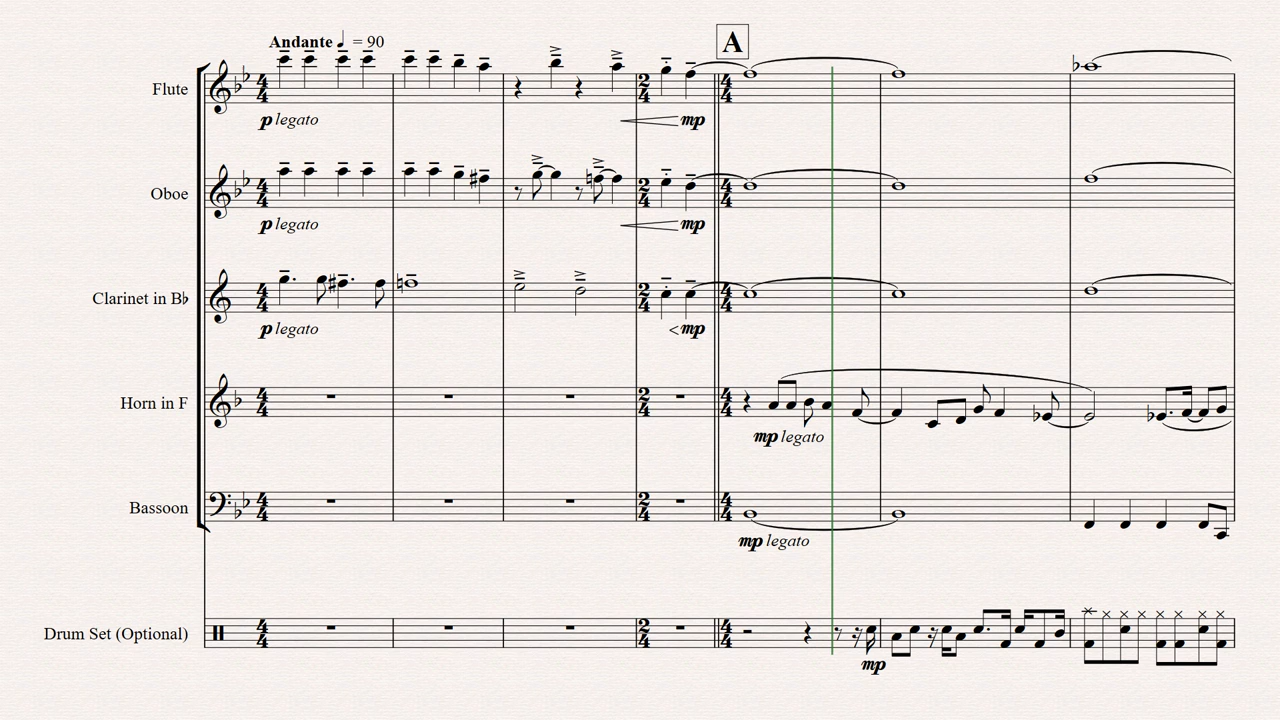 Andante ♩ = 90
A
Flute
p legato
mp
Oboe
p legato
mp
Clarinet in B♭
p legato
mp
Horn in F
mp legato
Bassoon
mp legato
Drum Set (Optional)
mp